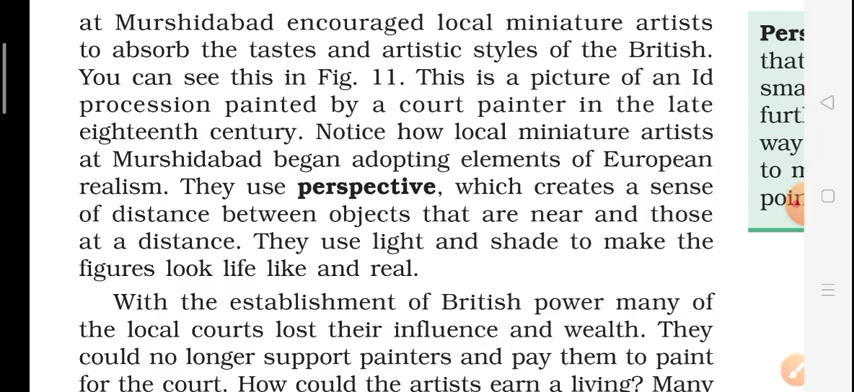 at Murshidabad encouraged local miniature artists
to absorb the tastes and artistic styles of the British.
You can see this in Fig. 11. This is a picture of an Id
procession painted by a court painter in the late
eighteenth century. Notice how local miniature artists
at Murshidabad began adopting elements of European
realism. They use perspective, which creates a sense
of distance between objects that are near and those
at a distance. They use light and shade to make the
figures look life like and real.
With the establishment of British power many of
the local courts lost their influence and wealth. They
could no longer support painters and pay them to paint
for the court. How could the artists earn a living? Many
Pers
that
sma
furt
way
to m
poin